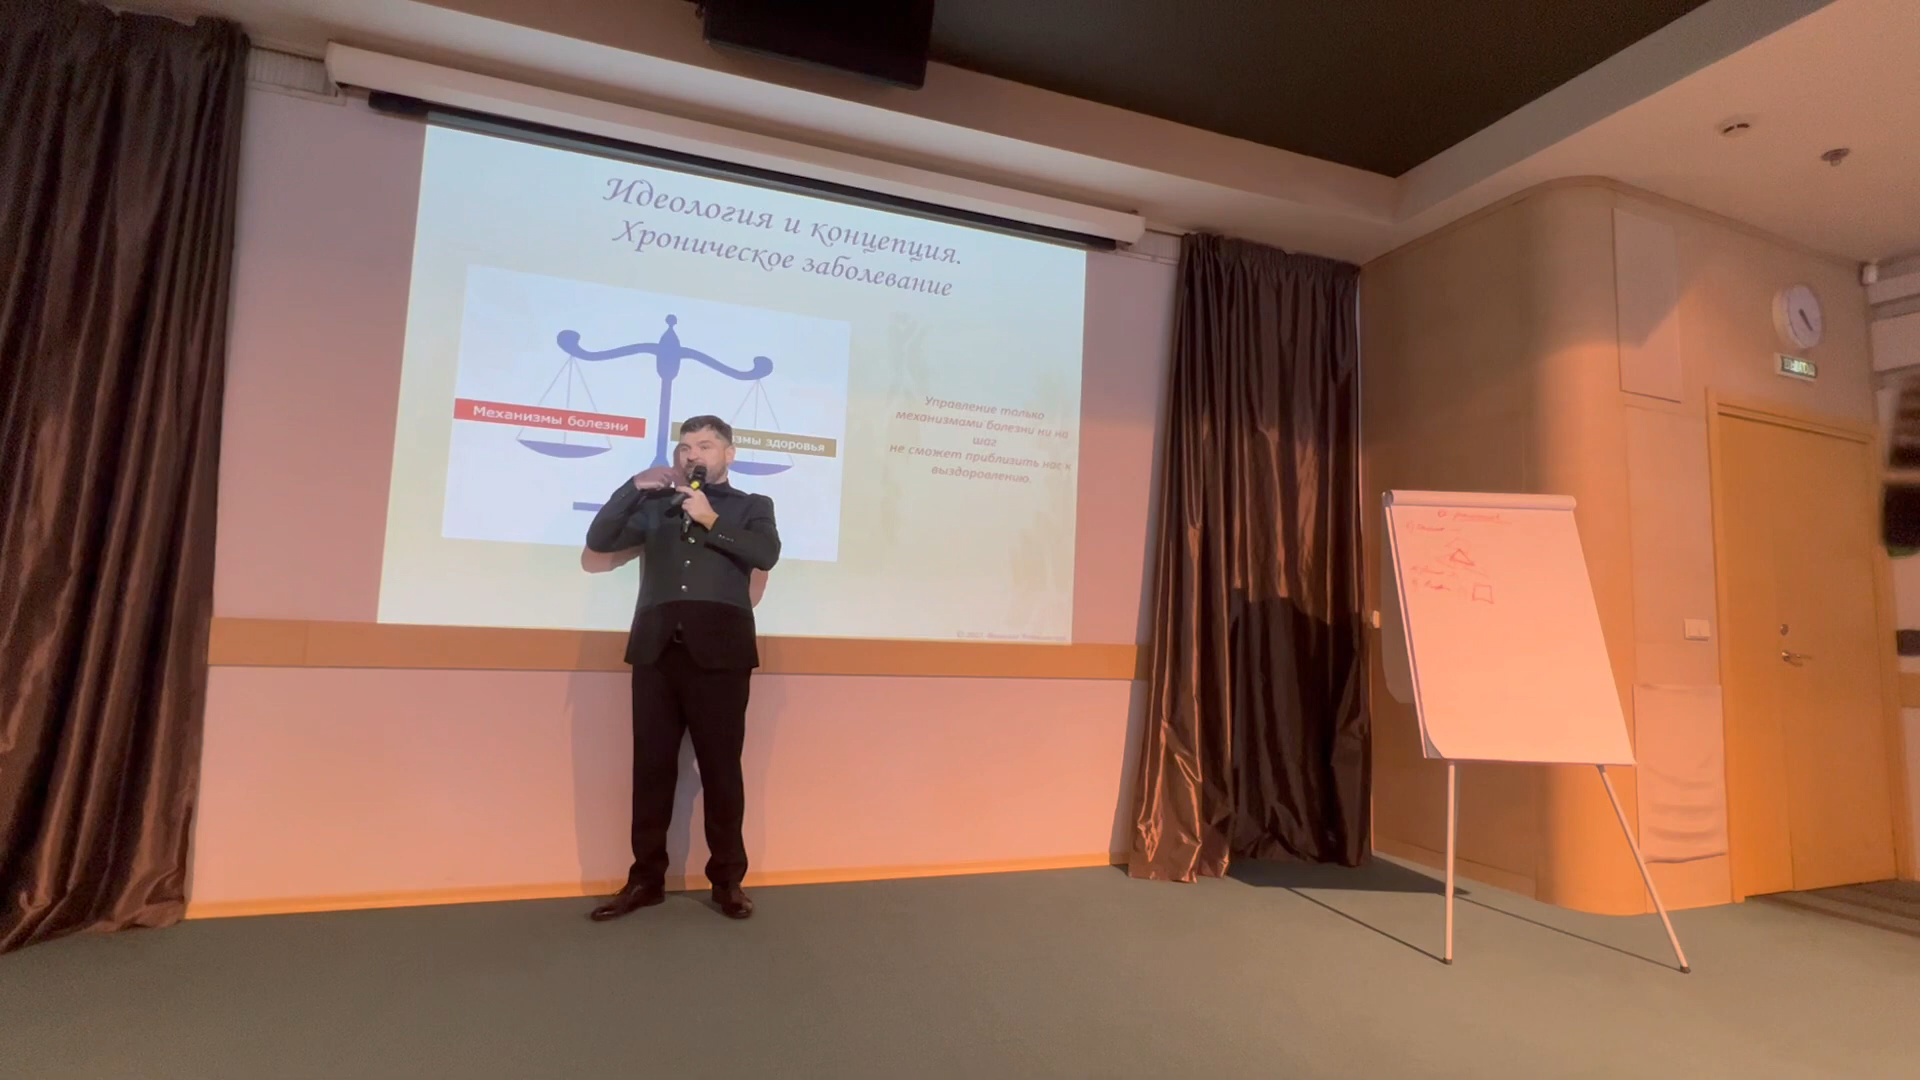 Идеология и концепция.
Хроническое заболевание
Механизмы болезни
змы здоровья
Управление только
механизмами болезни ни на
шаг
не сможет приблизить нас к
выздоровлению.
ВЫХОД